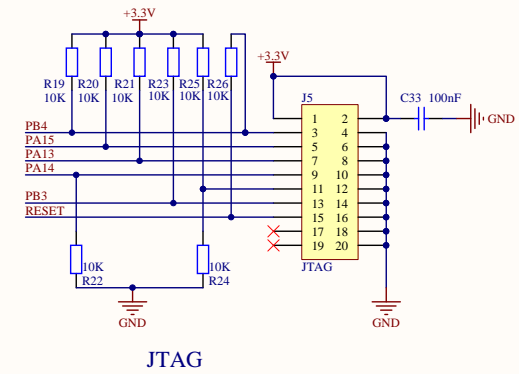 +3.3V
+3.3V
R19 R20 R21 R23 R25 R26
10K 10K 10K 10K 10K 10K
J5
C33 100nF
GND
PB4
PA15
PA13
PA14
PB3
RESET
1 2
3 4
5 6
7 8
9 10
11 12
13 14
15 16
17 18
19 20
JTAG
10K
R22
10K
R24
GND
GND
JTAG